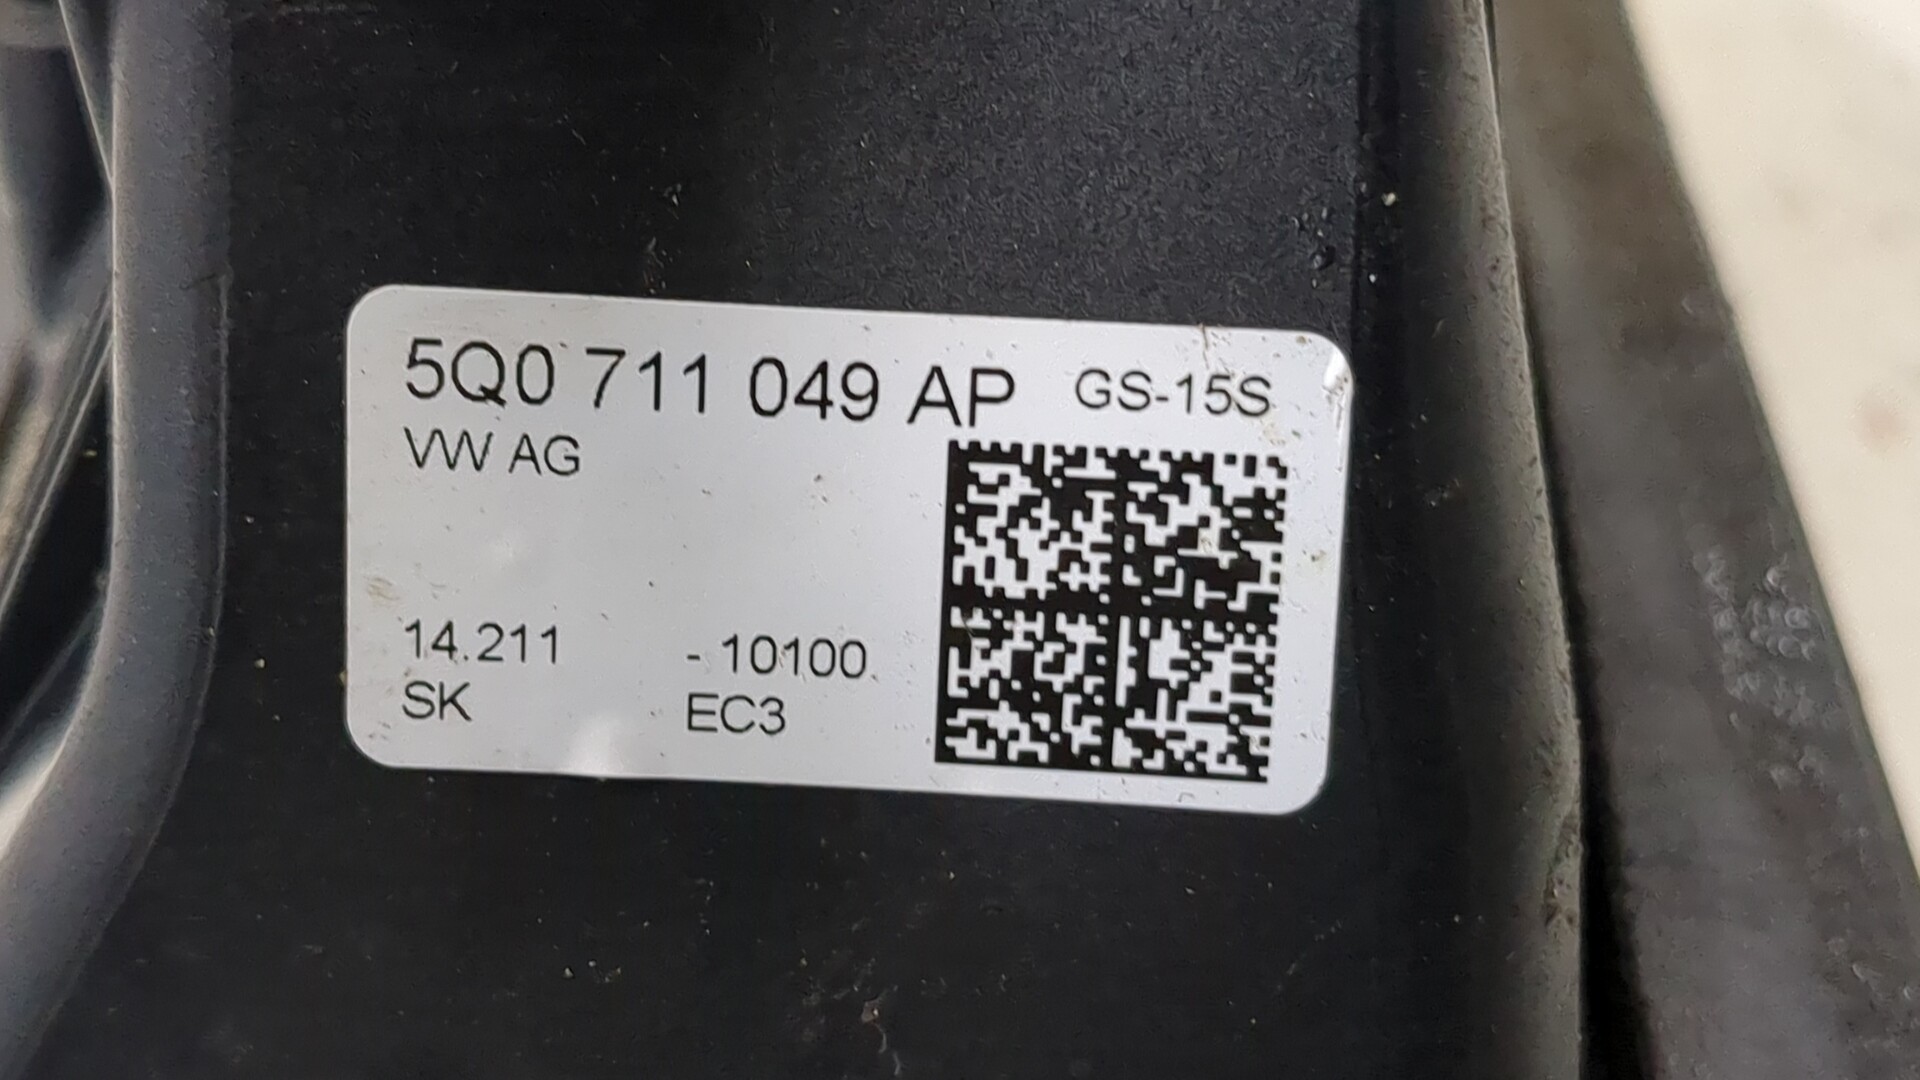 5Q0 711 049 AP GS-15S
VW AG
14.211 - 10100
SK EC3